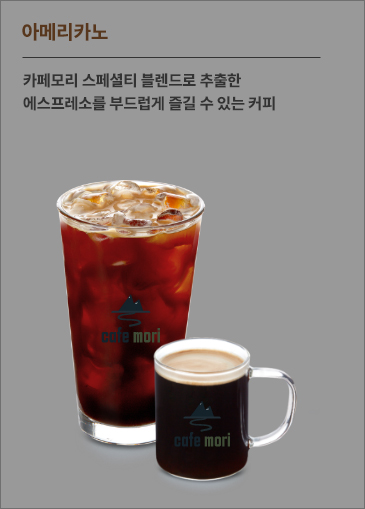 아메리카노
카페모리 스페셜티 블렌드로 추출한
에스프레소를 부드럽게 즐길 수 있는 커피
cafe mori
cafe mori